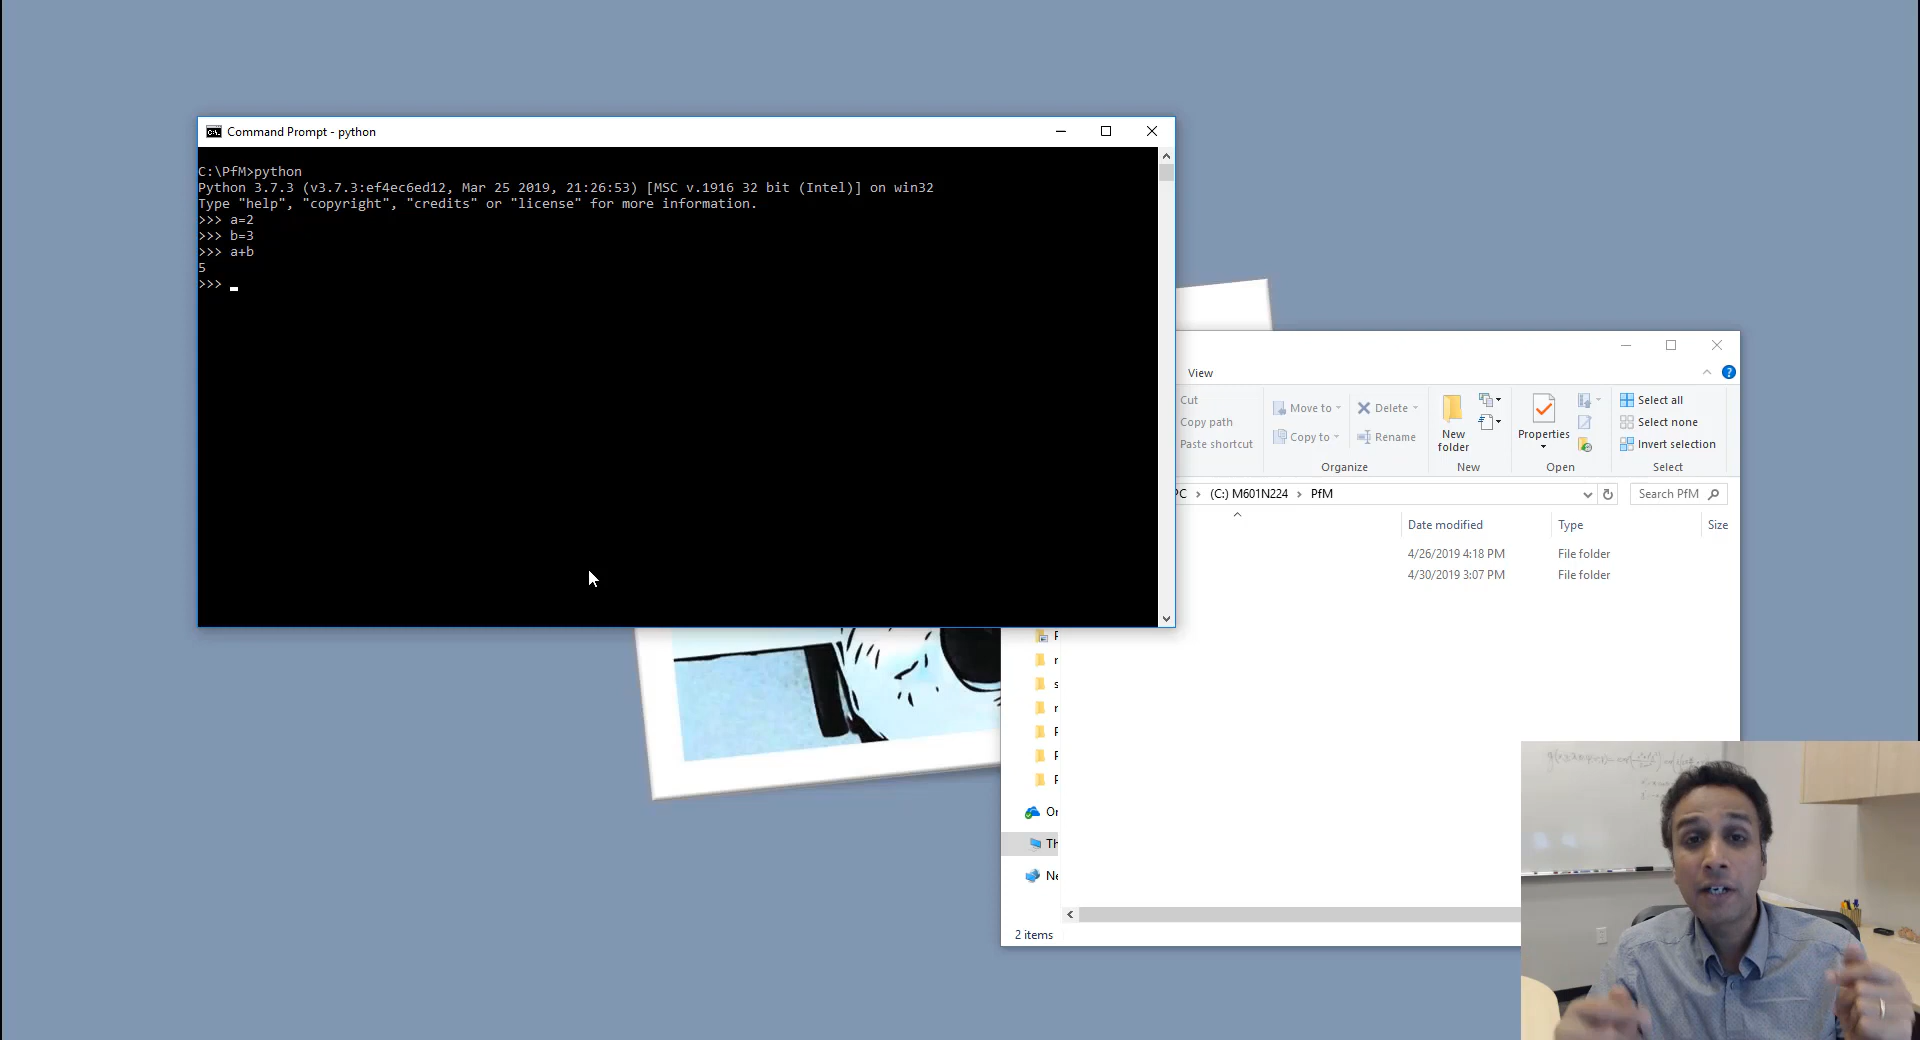 Command Prompt - python
C:\PfM>python
Python 3.7.3 (v3.7.3:ef4ec6ed12, Mar 25 2019, 21:26:53) [MSC v.1916 32 bit (Intel)] on win32
Type "help", "copyright", "credits" or "license" for more information.
>>> a=2
>>> b=3
>>> a+b
5
>>>
View
Cut
Copy path
Paste shortcut
Move to
Copy to
Delete
Rename
Organize
New folder
New
Properties
Open
Select all
Select none
Invert selection
Select
PC > (C:) M601N224 > PfM
Search PfM
Date modified Type Size
4/26/2019 4:18 PM File folder
4/30/2019 3:07 PM File folder
2 items